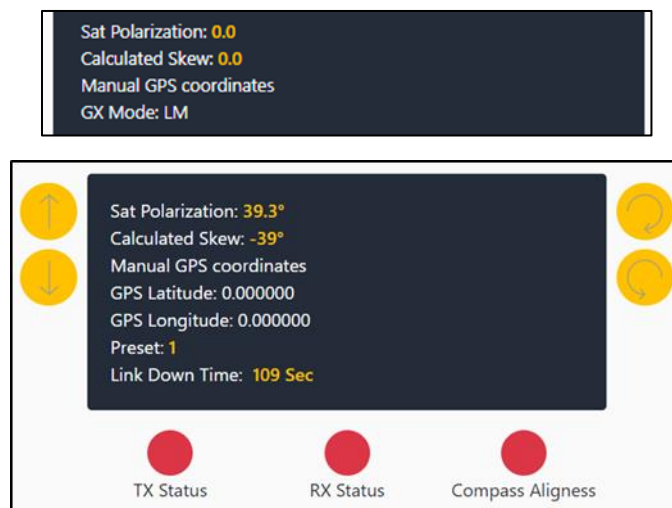 Sat Polarization: 0.0
Calculated Skew: 0.0
Manual GPS coordinates
GX Mode: LM
Sat Polarization: 39.3°
Calculated Skew: -39°
Manual GPS coordinates
GPS Latitude: 0.000000
GPS Longitude: 0.000000
Preset: 1
Link Down Time: 109 Sec
TX Status RX Status Compass Aligness